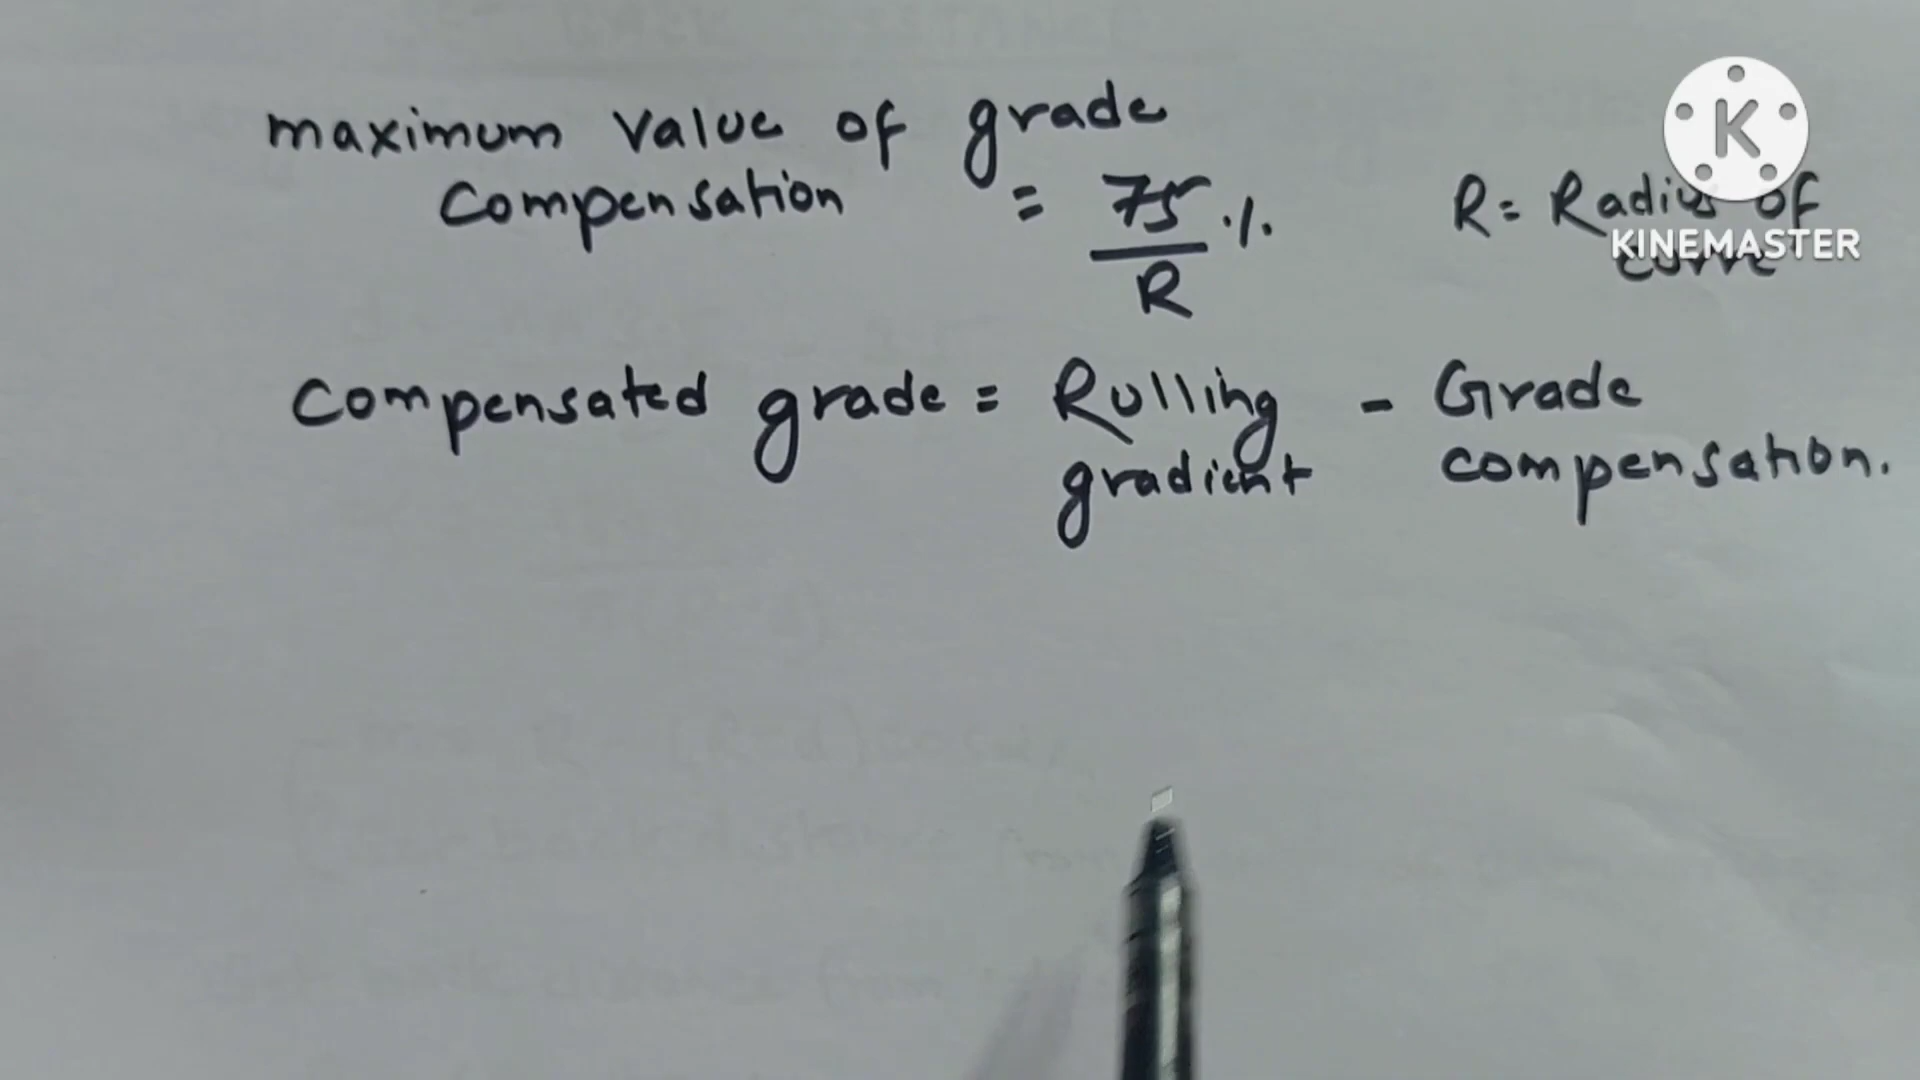 maximum value of grade
compensation = 75/R %
R = Radius of
curve
KINEMASTER
compensated grade = Rulling - Grade
gradient compensation.